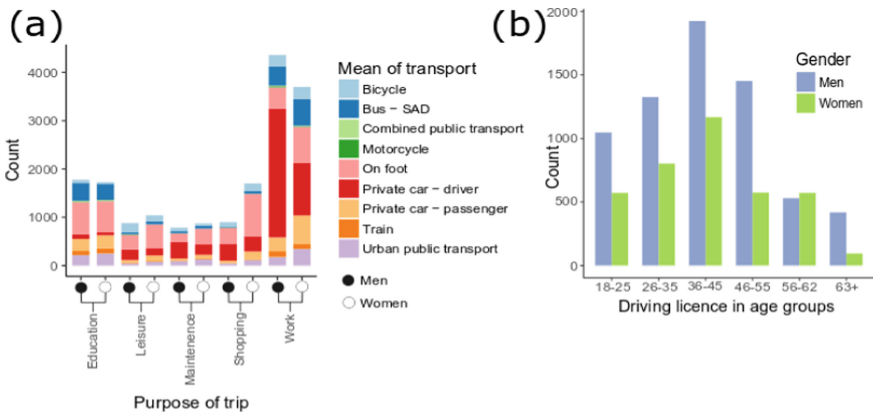 (a)
Count
4000
3000
2000
1000
0
Education
Leisure
Maintenence
Shopping
Work
Purpose of trip
Mean of transport
Bicycle
Bus – SAD
Combined public transport
Motorcycle
On foot
Private car – driver
Private car – passenger
Train
Urban public transport
Men
Women
(b)
Count
2000
1500
1000
500
0
18-25
26-35
36-45
46-55
56-62
63+
Driving licence in age groups
Gender
Men
Women